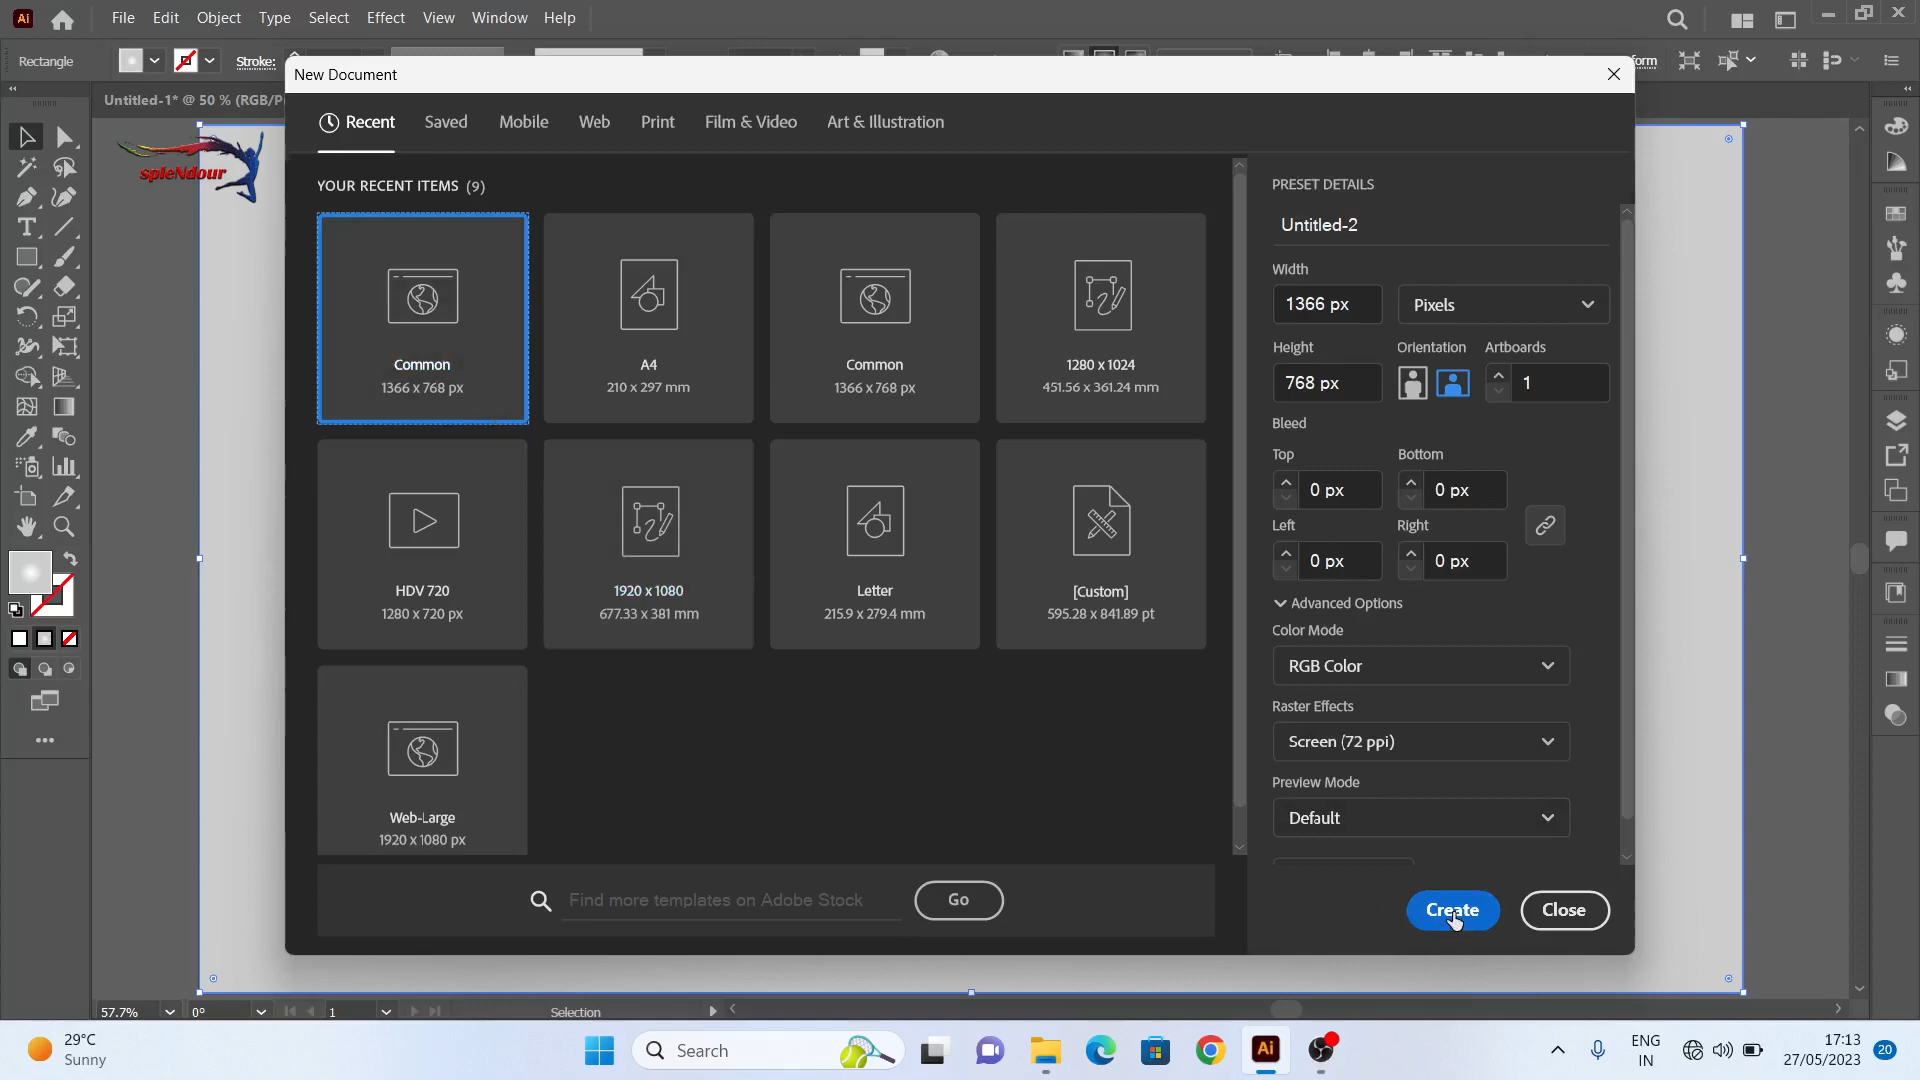 Ai File Edit Object Type Select Effect View Window Help
Rectangle Stroke: form
New Document
Untitled-1* @ 50 % (RGB/P
spleNdour
Recent Saved Mobile Web Print Film & Video Art & Illustration
YOUR RECENT ITEMS (9)
Common
1366 x 768 px
A4
210 x 297 mm
Common
1366 x 768 px
1280 x 1024
451.56 x 361.24 mm
HDV 720
1280 x 720 px
1920 x 1080
677.33 x 381 mm
Letter
215.9 x 279.4 mm
[Custom]
595.28 x 841.89 pt
Web-Large
1920 x 1080 px
Find more templates on Adobe Stock
Go
PRESET DETAILS
Untitled-2
Width
1366 px Pixels
Height Orientation Artboards
768 px 1
Bleed
Top Bottom
0 px 0 px
Left Right
0 px 0 px
Advanced Options
Color Mode
RGB Color
Raster Effects
Screen (72 ppi)
Preview Mode
Default
Create Close
57.7% 0° 1 Selection
29°C
Sunny
Search
Ai
ENG
IN
17:13
27/05/2023
20